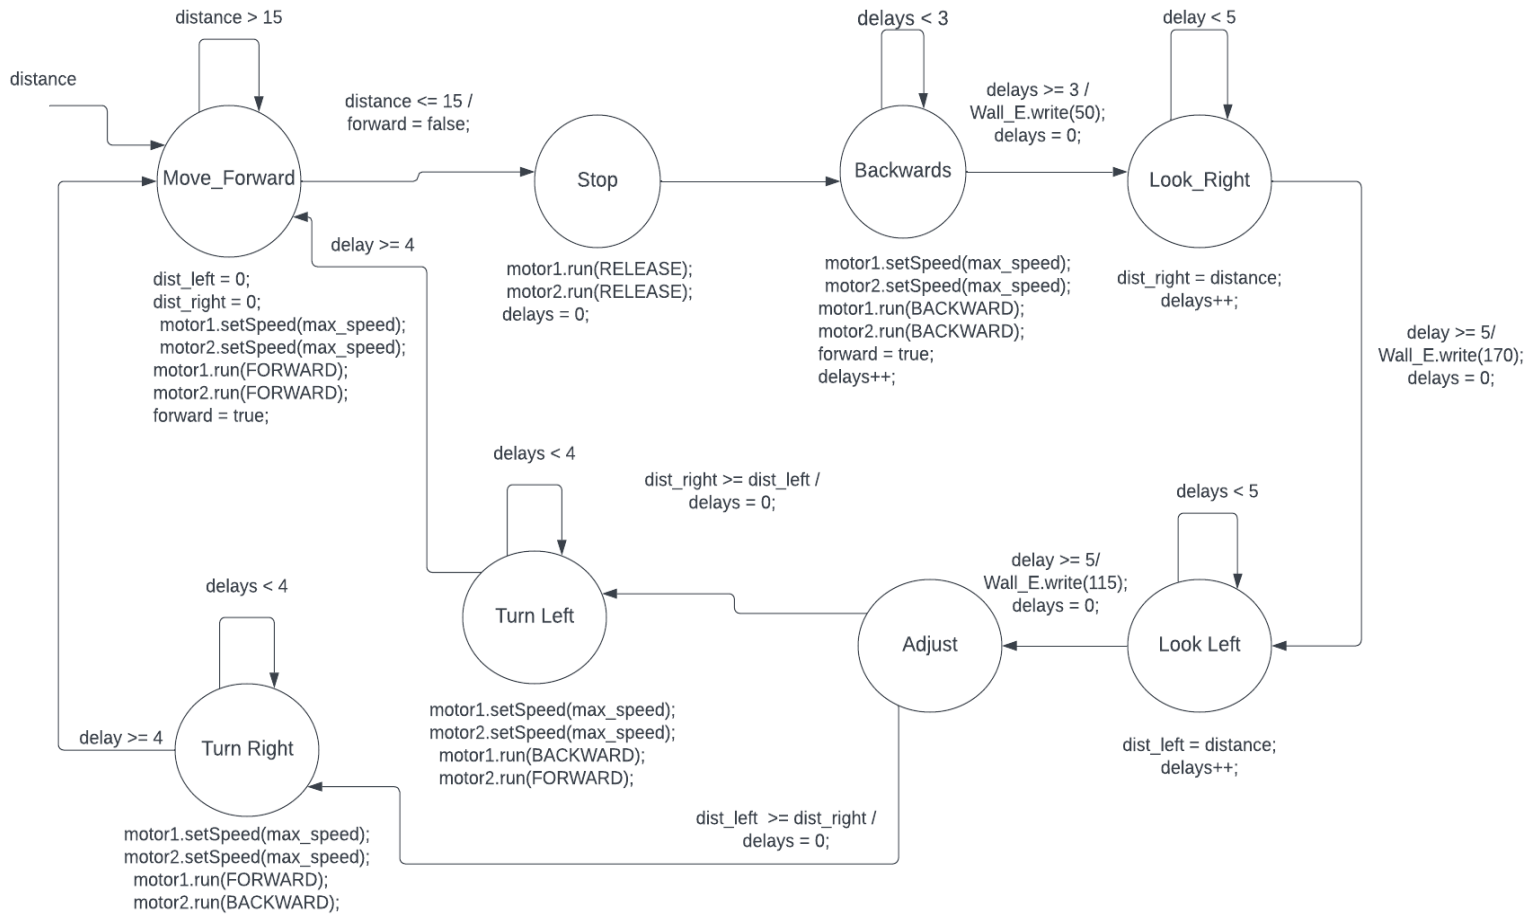 distance > 15
delays < 3
delay < 5
distance
distance <= 15 /
forward = false;
delays >= 3 /
Wall_E.write(50);
delays = 0;
Move_Forward
Stop
Backwards
Look_Right
delay >= 4
dist_left = 0;
dist_right = 0;
motor1.setSpeed(max_speed);
motor2.setSpeed(max_speed);
motor1.run(FORWARD);
motor2.run(FORWARD);
forward = true;
motor1.run(RELEASE);
motor2.run(RELEASE);
delays = 0;
motor1.setSpeed(max_speed);
motor2.setSpeed(max_speed);
motor1.run(BACKWARD);
motor2.run(BACKWARD);
forward = true;
delays++;
dist_right = distance;
delays++;
delay >= 5/
Wall_E.write(170);
delays = 0;
delays < 4
dist_right >= dist_left /
delays = 0;
delays < 5
delay >= 5/
Wall_E.write(115);
delays = 0;
delays < 4
Turn Left
Adjust
Look Left
motor1.setSpeed(max_speed);
motor2.setSpeed(max_speed);
motor1.run(BACKWARD);
motor2.run(FORWARD);
dist_left = distance;
delays++;
delay >= 4
Turn Right
dist_left >= dist_right /
delays = 0;
motor1.setSpeed(max_speed);
motor2.setSpeed(max_speed);
motor1.run(FORWARD);
motor2.run(BACKWARD);